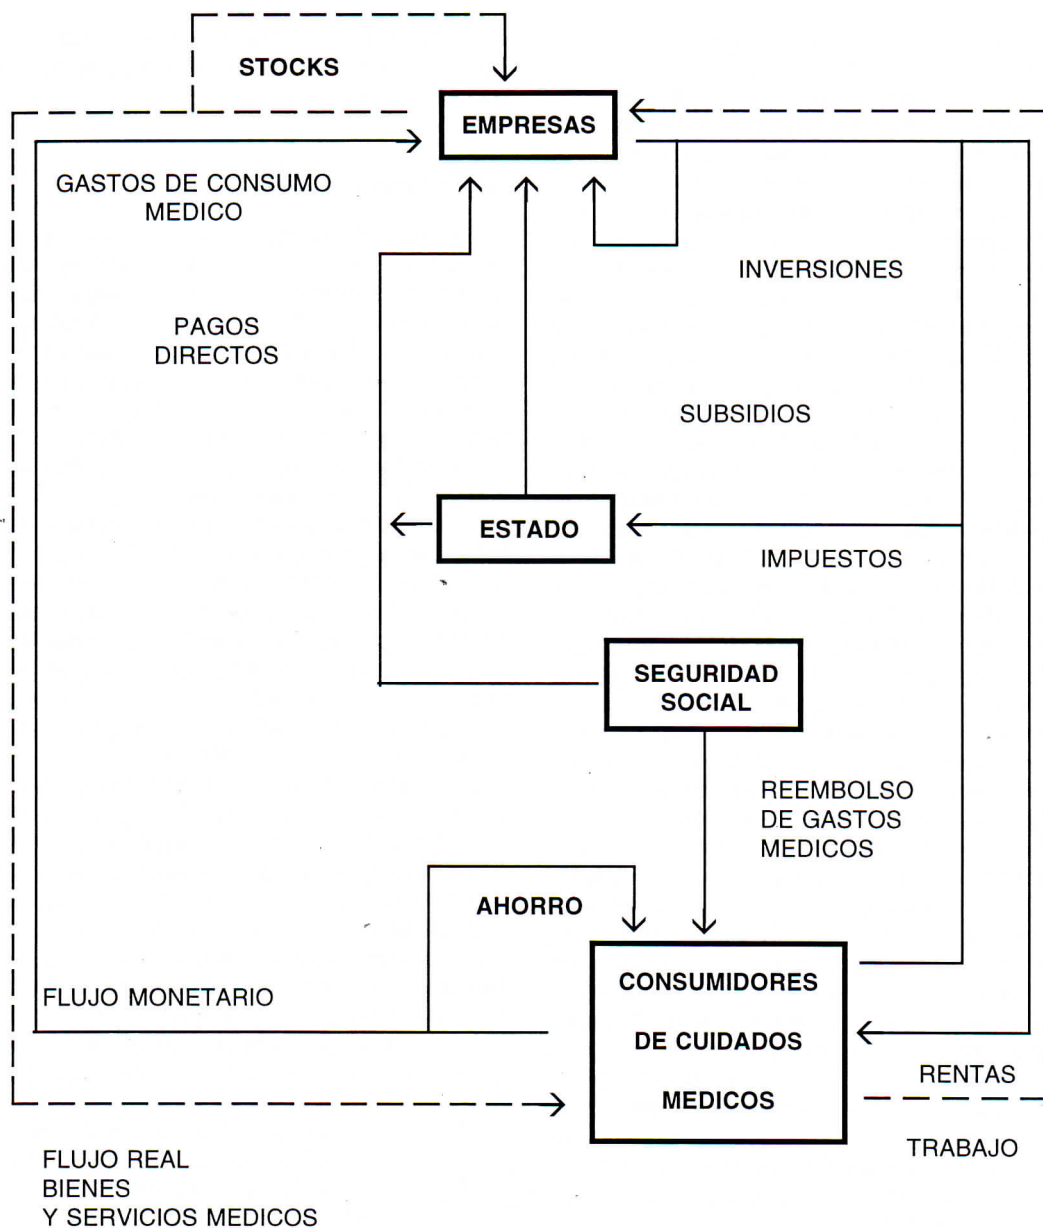 STOCKS
EMPRESAS
GASTOS DE CONSUMO
MEDICO
INVERSIONES
PAGOS
DIRECTOS
SUBSIDIOS
ESTADO
IMPUESTOS
SEGURIDAD
SOCIAL
REEMBOLSO
DE GASTOS
MEDICOS
AHORRO
CONSUMIDORES
DE CUIDADOS
MEDICOS
FLUJO MONETARIO
RENTAS
TRABAJO
FLUJO REAL
BIENES
Y SERVICIOS MEDICOS